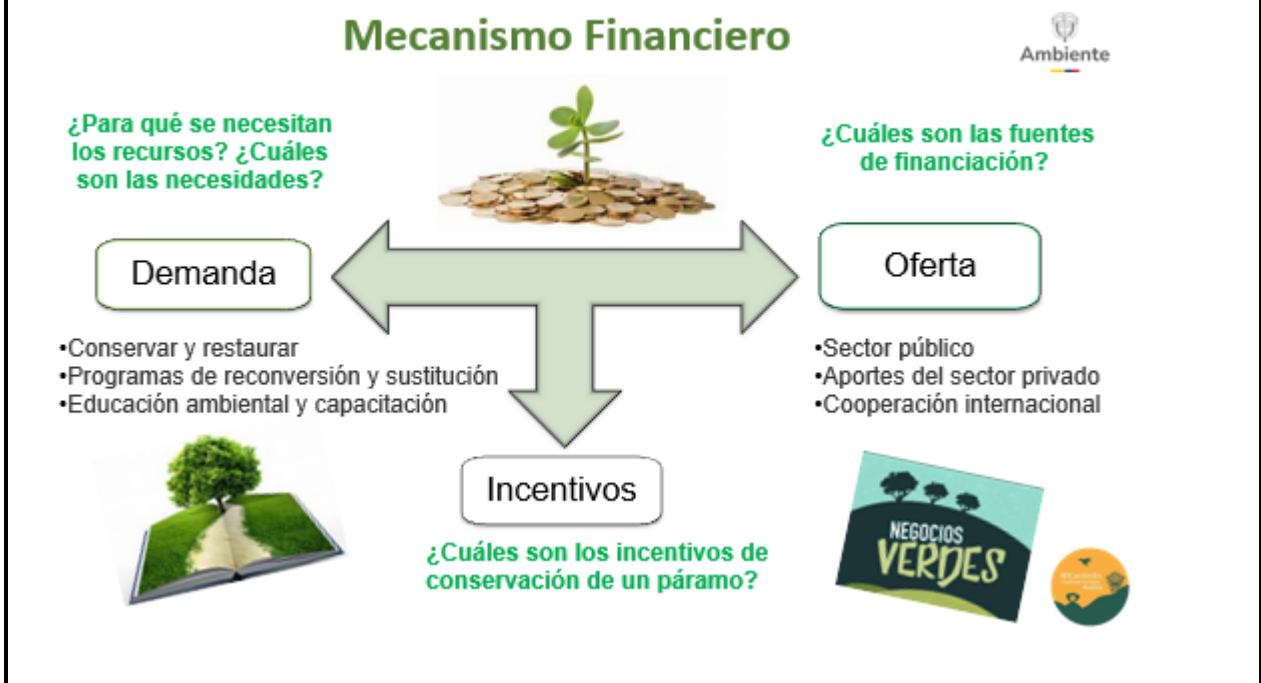 Mecanismo Financiero
Ambiente
¿Para qué se necesitan
los recursos? ¿Cuáles
son las necesidades?
¿Cuáles son las fuentes
de financiación?
Demanda
Oferta
•Conservar y restaurar
•Programas de reconversión y sustitución
•Educación ambiental y capacitación
•Sector público
•Aportes del sector privado
•Cooperación internacional
Incentivos
¿Cuáles son los incentivos de
conservación de un páramo?
NEGOCIOS
VERDES